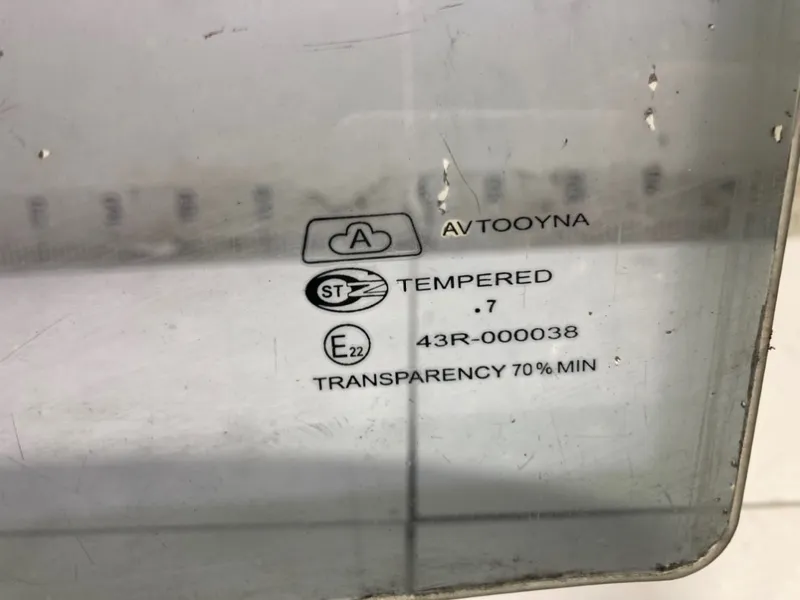 A AVTOOYNA
ST TEMPERED
.7
E22 43R-000038
TRANSPARENCY 70% MIN